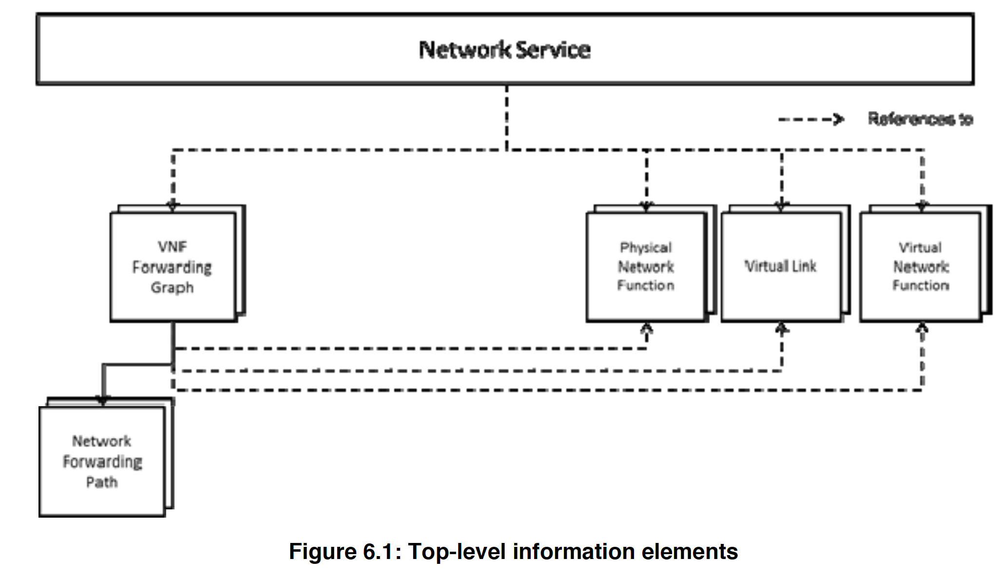 Network Service
References to
VNF
Forwarding
Graph
Physical
Network
Function
Virtual Link
Virtual
Network
Function
Network
Forwarding
Path
Figure 6.1: Top-level information elements